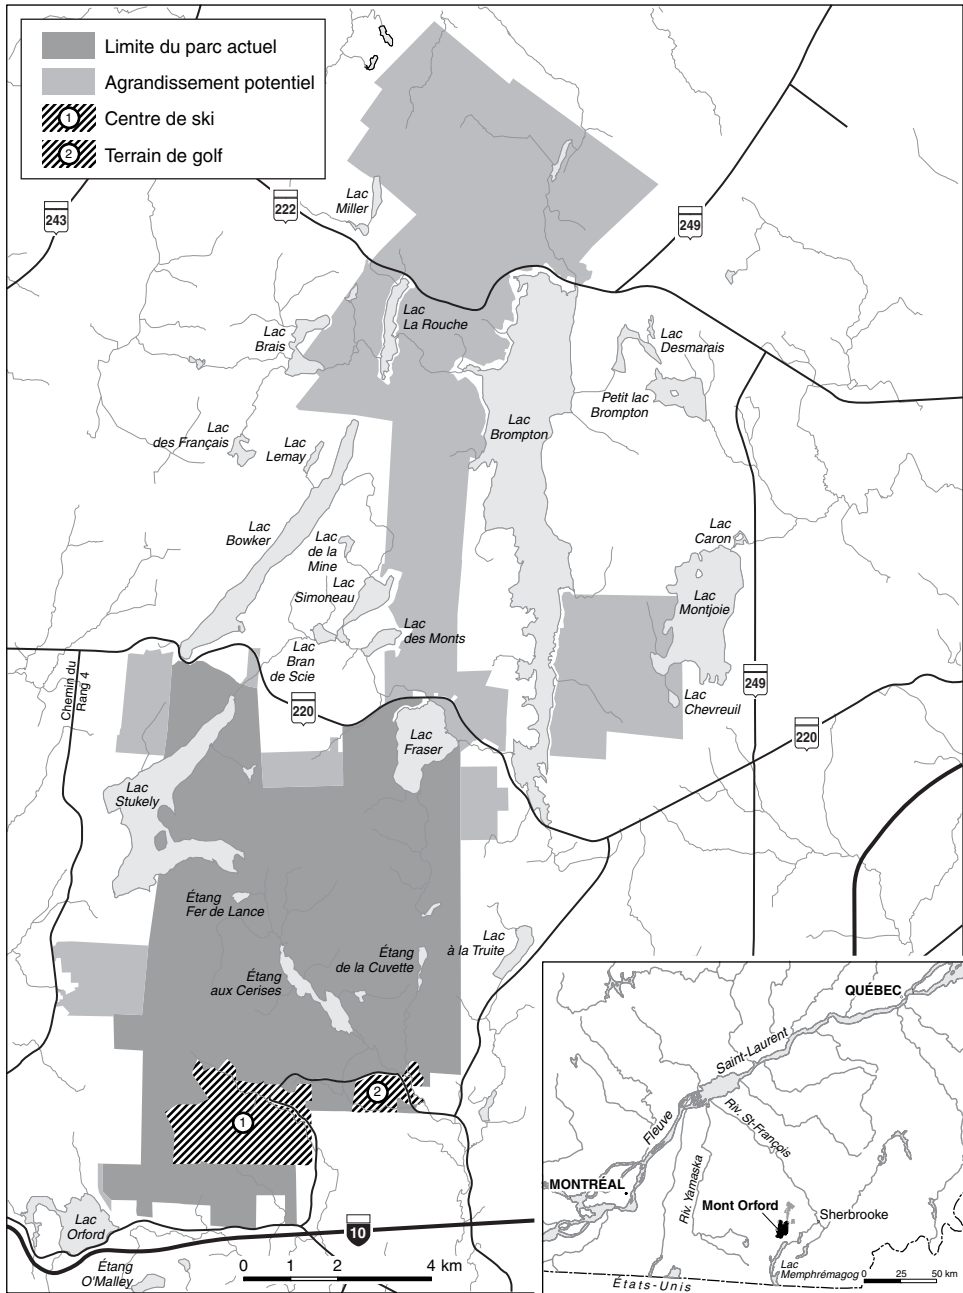 Limite du parc actuel
Agrandissement potentiel
1 Centre de ski
2 Terrain de golf
243
222
249
Lac
Miller
Lac
La Rouche
Lac
Brais
Lac
Desmarais
Petit lac
Brompton
Lac
Brompton
Lac
des Français
Lac
Lemay
Lac
Bowker
Lac
de la
Mine
Lac
Simoneau
Lac
Caron
Lac
Montjoie
Lac
des Monts
Lac
Bran
de Scie
Chemin du
Rang 4
220
249
Lac
Chevreuil
220
Lac
Fraser
Lac
Stukely
Étang
Fer de Lance
Lac
à la Truite
Étang
de la Cuvette
Étang
aux Cerises
1
2
Lac
Orford
10
Étang
O'Malley
0 1 2 4 km
QUÉBEC
Saint-Laurent
Fleuve
Riv. St-François
Riv. Yamaska
MONTRÉAL
Mont Orford
Sherbrooke
Lac
Memphrémagog
0 25 50 km
États-Unis